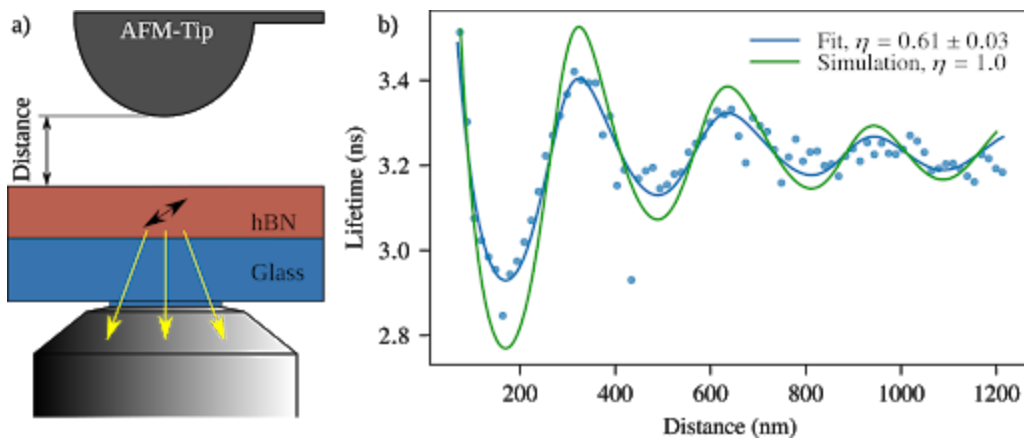 a)
AFM-Tip
Distance
hBN
Glass
b)
Fit, η = 0.61 ± 0.03
Simulation, η = 1.0
Lifetime (ns)
3.4
3.2
3.0
2.8
200 400 600 800 1000 1200
Distance (nm)